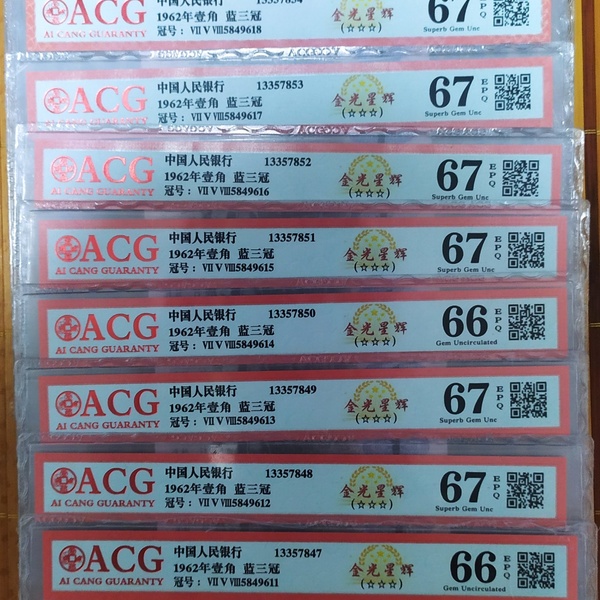 ACG
AI CANG GUARANTY
中国人民银行
1962年壹角 蓝三冠
冠号： VII V VIII5849618
金光星辉
(☆☆☆)
67
EPQ
Superb Gem Unc
ACG
AI CANG GUARANTY
中国人民银行 13357853
1962年壹角 蓝三冠
冠号： VII V VIII5849617
金光星辉
(☆☆☆)
67
EPQ
Superb Gem Unc
ACG
AI CANG GUARANTY
中国人民银行 13357852
1962年壹角 蓝三冠
冠号： VII V VIII5849616
金光星辉
(☆☆☆)
67
EPQ
Superb Gem Unc
ACG
AI CANG GUARANTY
中国人民银行 13357851
1962年壹角 蓝三冠
冠号： VII V VIII5849615
金光星辉
(☆☆☆)
67
EPQ
Superb Gem Unc
ACG
AI CANG GUARANTY
中国人民银行 13357850
1962年壹角 蓝三冠
冠号： VII V VIII5849614
金光星辉
(☆☆☆)
66
EPQ
Gem Uncirculated
ACG
AI CANG GUARANTY
中国人民银行 13357849
1962年壹角 蓝三冠
冠号： VII V VIII5849613
金光星辉
(☆☆☆)
67
EPQ
Superb Gem Unc
ACG
AI CANG GUARANTY
中国人民银行 13357848
1962年壹角 蓝三冠
冠号： VII V VIII5849612
金光星辉
(☆☆☆)
67
EPQ
Superb Gem Unc
ACG
AI CANG GUARANTY
中国人民银行 13357847
1962年壹角 蓝三冠
冠号： VII V VIII5849611
金光星辉
(☆☆☆)
66
EPQ
Gem Uncirculated